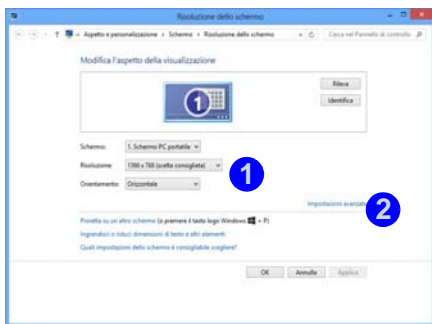 Risoluzione dello schermo
« Aspetto e personalizzazione › Schermo › Risoluzione dello schermo
Cerca nel Pannello di controllo
Modifica l'aspetto della visualizzazione
1
Rileva
Identifica
Schermo: 1. Schermo PC portatile
Risoluzione: 1366 x 768 (scelta consigliata)
1
Orientamento: Orizzontale
Impostazioni avanzate
2
Proietta su un altro schermo (o premere il tasto logo Windows + P)
Ingrandisci o riduci dimensioni di testo e altri elementi
Quali impostazioni dello schermo è consigliabile scegliere?
OK Annulla Applica